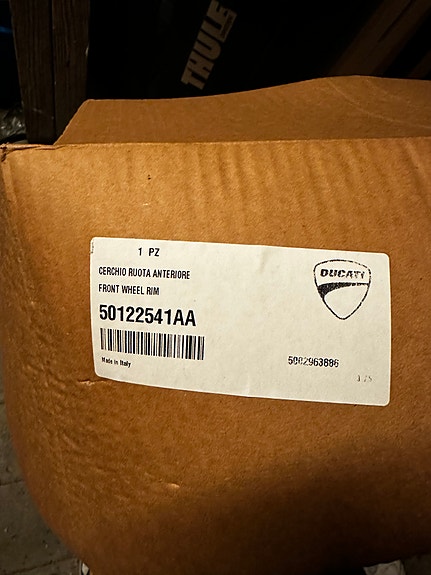 THULE
1 PZ
CERCHIO RUOTA ANTERIORE
FRONT WHEEL RIM
50122541AA
Made in Italy
DUCATI
5002963886